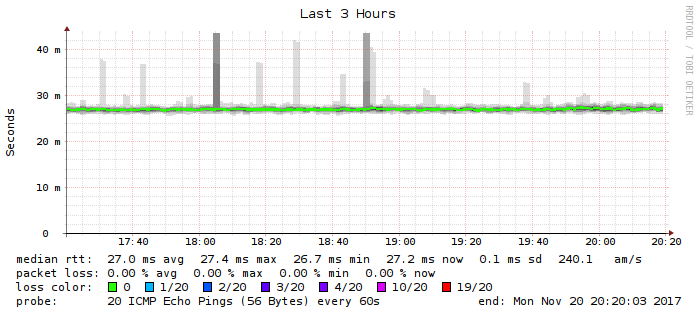 Last 3 Hours
RRDTOOL / TOBI OETIKER
Seconds
40 m
30 m
20 m
10 m
0
17:40 18:00 18:20 18:40 19:00 19:20 19:40 20:00 20:20
median rtt: 27.0 ms avg 27.4 ms max 26.7 ms min 27.2 ms now 0.1 ms sd 240.1 am/s
packet loss: 0.00 % avg 0.00 % max 0.00 % min 0.00 % now
loss color: 0 1/20 2/20 3/20 4/20 10/20 19/20
probe: 20 ICMP Echo Pings (56 Bytes) every 60s end: Mon Nov 20 20:20:03 2017